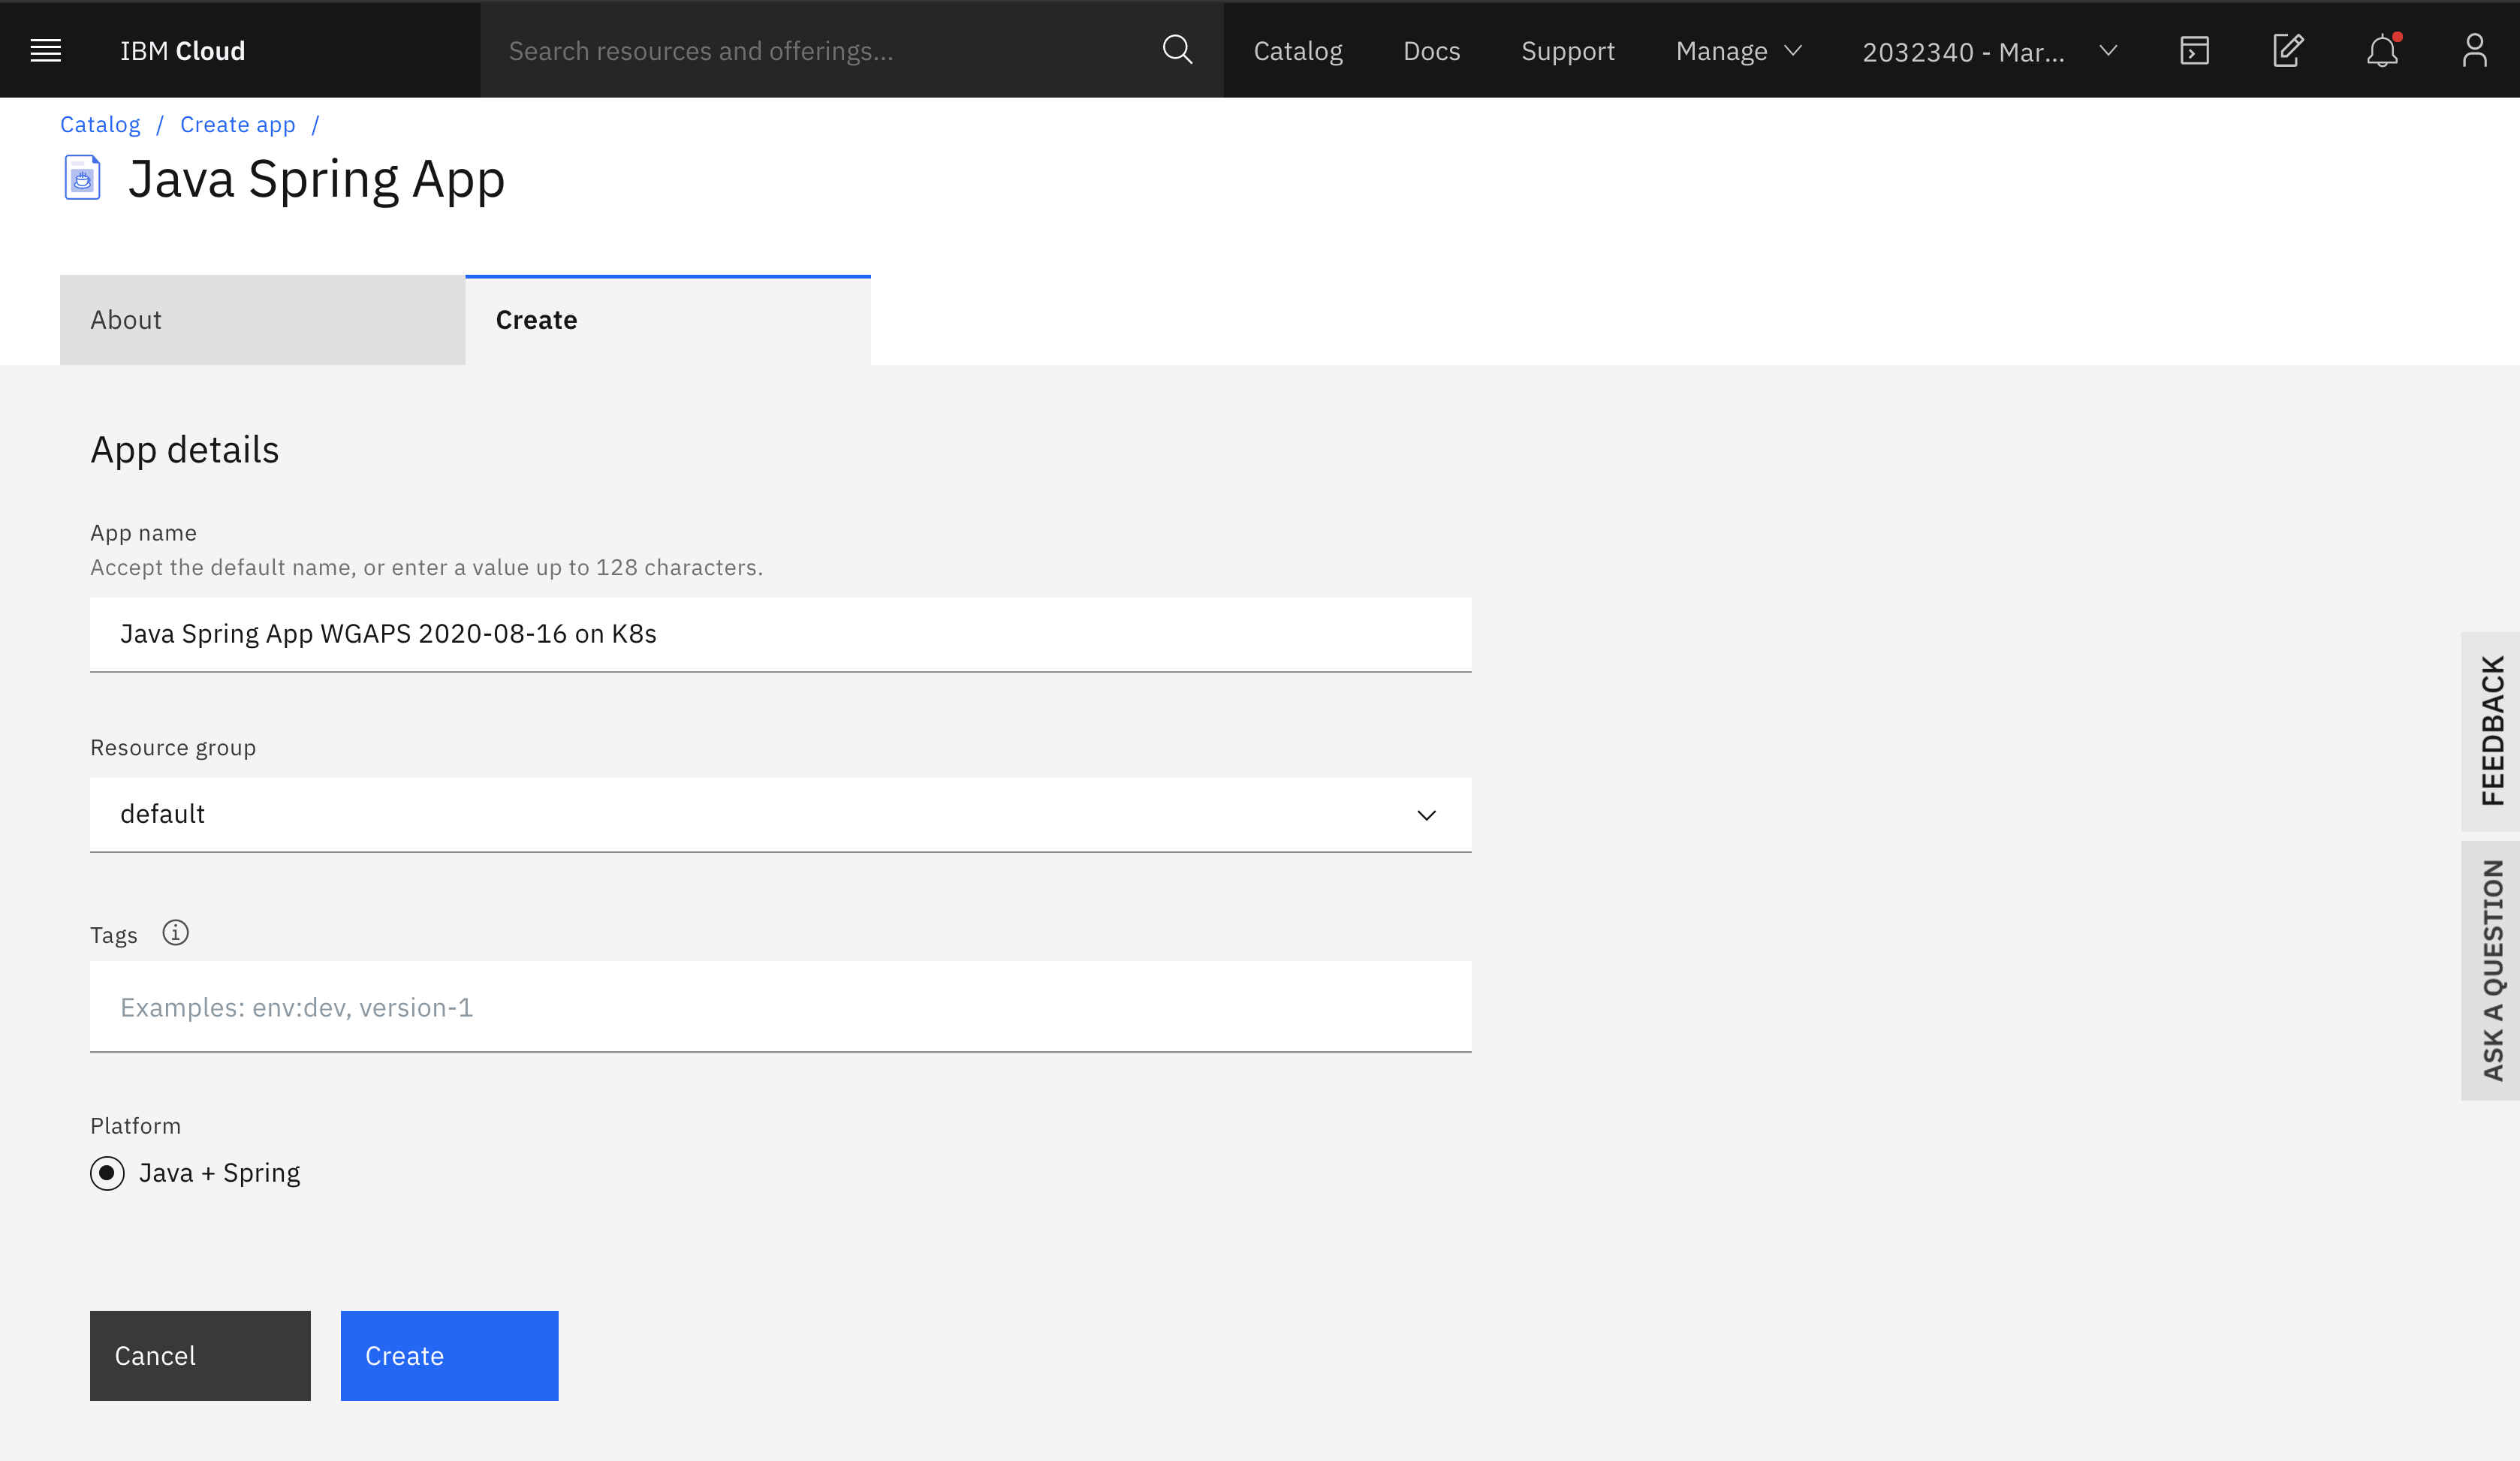 IBM Cloud
Search resources and offerings...
Catalog
Docs
Support
Manage
2032340 - Mar...
Catalog / Create app /
Java Spring App
About
Create
App details
App name
Accept the default name, or enter a value up to 128 characters.
Java Spring App WGAPS 2020-08-16 on K8s
Resource group
default
Tags
Examples: env:dev, version-1
Platform
Java + Spring
Cancel
Create
FEEDBACK
ASK A QUESTION